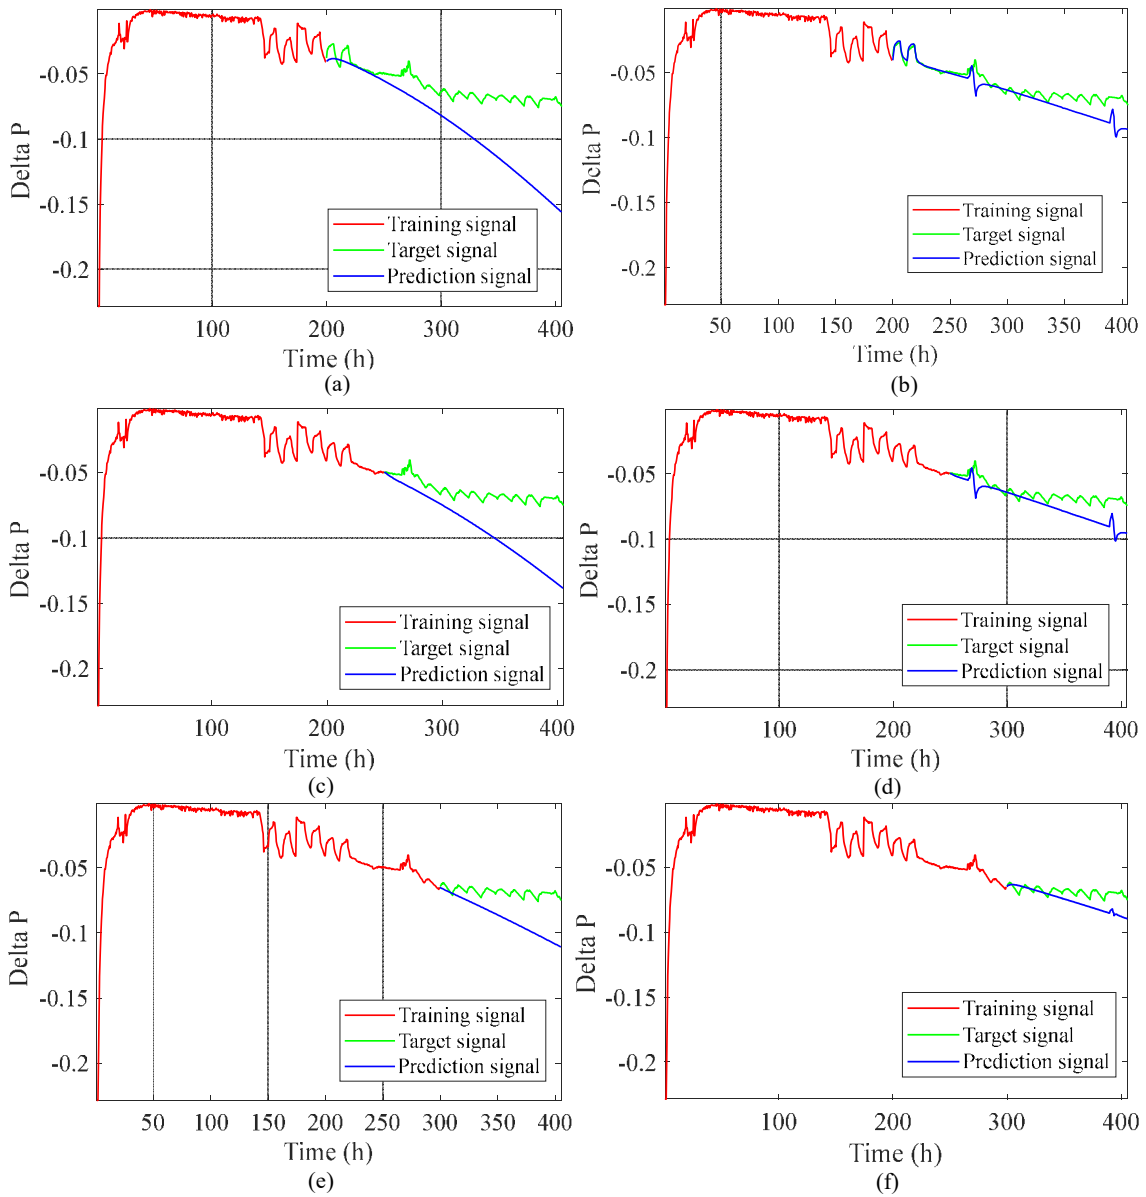 -0.05
-0.1
-0.15
-0.2
Delta P
Training signal
Target signal
Prediction signal
100
200
300
400
Time (h)
(a)
-0.05
-0.1
-0.15
-0.2
Delta P
Training signal
Target signal
Prediction signal
50
100
150
200
250
300
350
400
Time (h)
(b)
-0.05
-0.1
-0.15
-0.2
Delta P
Training signal
Target signal
Prediction signal
100
200
300
400
Time (h)
(c)
-0.05
-0.1
-0.15
-0.2
Delta P
Training signal
Target signal
Prediction signal
100
200
300
400
Time (h)
(d)
-0.05
-0.1
-0.15
-0.2
Delta P
Training signal
Target signal
Prediction signal
50
100
150
200
250
300
350
400
Time (h)
(e)
-0.05
-0.1
-0.15
-0.2
Delta P
Training signal
Target signal
Prediction signal
100
200
300
400
Time (h)
(f)